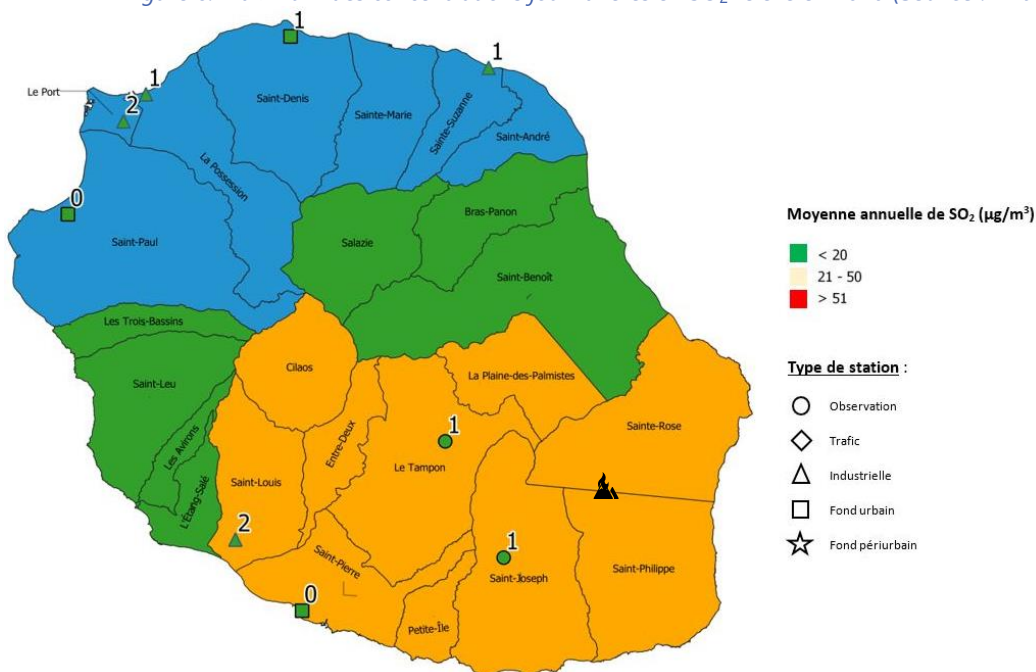 1
1
1
Le Port
2
Saint-Denis
Sainte-Marie
Sainte-Suzanne
Saint-André
La Possession
0
Saint-Paul
Salazie
Bras-Panon
Saint-Benoît
Les Trois-Bassins
Cilaos
Saint-Leu
La Plaine-des-Palmistes
Sainte-Rose
Les Avirons
Entre-Deux
1
Le Tampon
L'Étang-Salé
Saint-Louis
2
Saint-Pierre
1
Saint-Joseph
Saint-Philippe
0
Petite-Île
Moyenne annuelle de SO₂ (µg/m³)
< 20
21 - 50
> 51
Type de station :
Observation
Trafic
Industrielle
Fond urbain
Fond périurbain